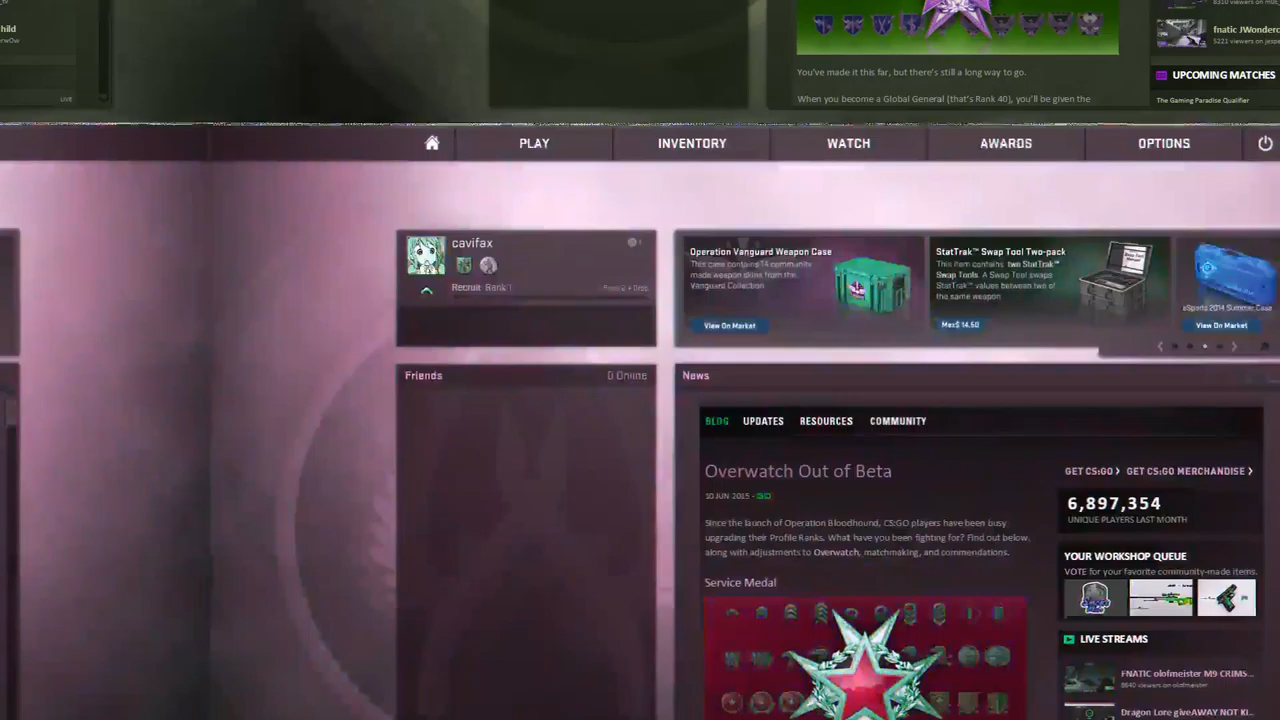 hild
LIVE
You've made it this far, but there's still a long way to go.
When you become a Global General (that's Rank 40), you'll be given the
fnatic JWonderc
5221 viewers on
UPCOMING MATCHES
The Gaming Paradise Qualifier
PLAY
INVENTORY
WATCH
AWARDS
OPTIONS
cavifax
Recruit Rank 1
Operation Vanguard Weapon Case
This case contains 14 community
made weapon skins from the
Vanguard Collection
View On Market
StatTrak™ Swap Tool Two-pack
This item contains two StatTrak™
Swap Tools. A Swap Tool swaps
StatTrak™ values between two of
the same weapon
eSports 2014 Summer Case
View On Market
Friends
0 Online
News
BLOG
UPDATES
RESOURCES
COMMUNITY
Overwatch Out of Beta
10 JUN 2015 -
Since the launch of Operation Bloodhound, CS:GO players have been busy
upgrading their Profile Ranks. What have you been fighting for? Find out below,
along with adjustments to Overwatch, matchmaking, and commendations.
Service Medal
GET CS:GO
GET CS:GO MERCHANDISE
6,897,354
UNIQUE PLAYERS LAST MONTH
YOUR WORKSHOP QUEUE
VOTE for your favorite community-made items.
LIVE STREAMS
FNATIC olofmeister M9 CRIMS...
8640 viewers on olofmeister
Dragon Lore giveAWAY NOT KI...